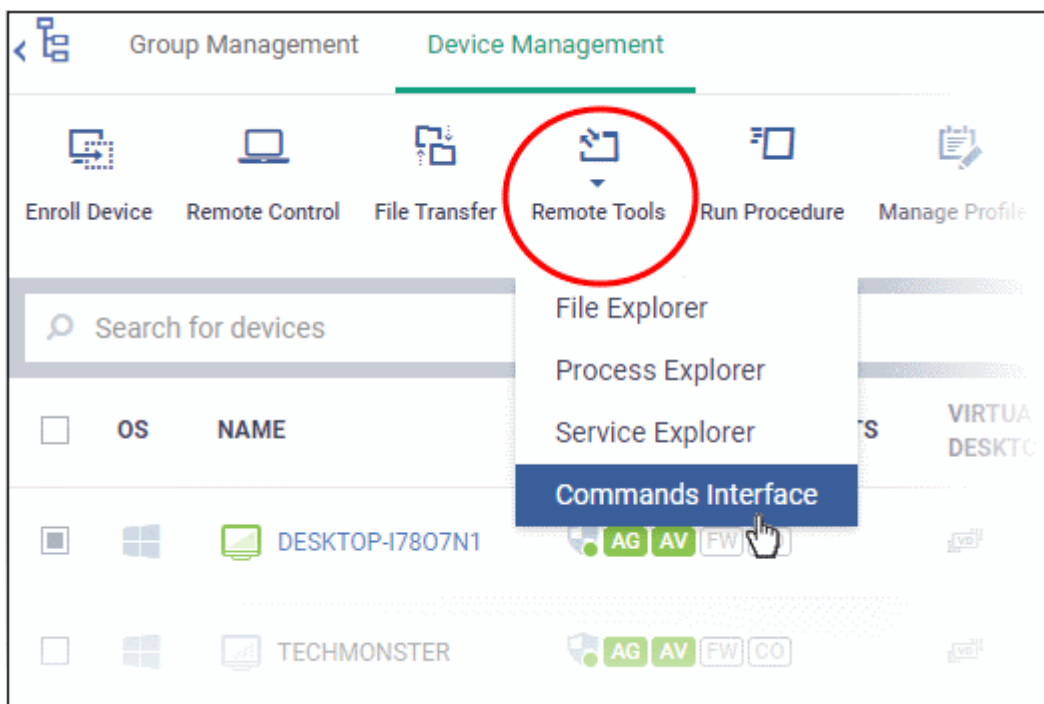 Group Management Device Management
Enroll Device Remote Control File Transfer Remote Tools Run Procedure Manage Profile
Search for devices
File Explorer
Process Explorer
Service Explorer
Commands Interface
OS NAME TS VIRTUA
DESKTO
DESKTOP-I78O7N1 AG AV FW VD
TECHMONSTER AG AV FW CO VD